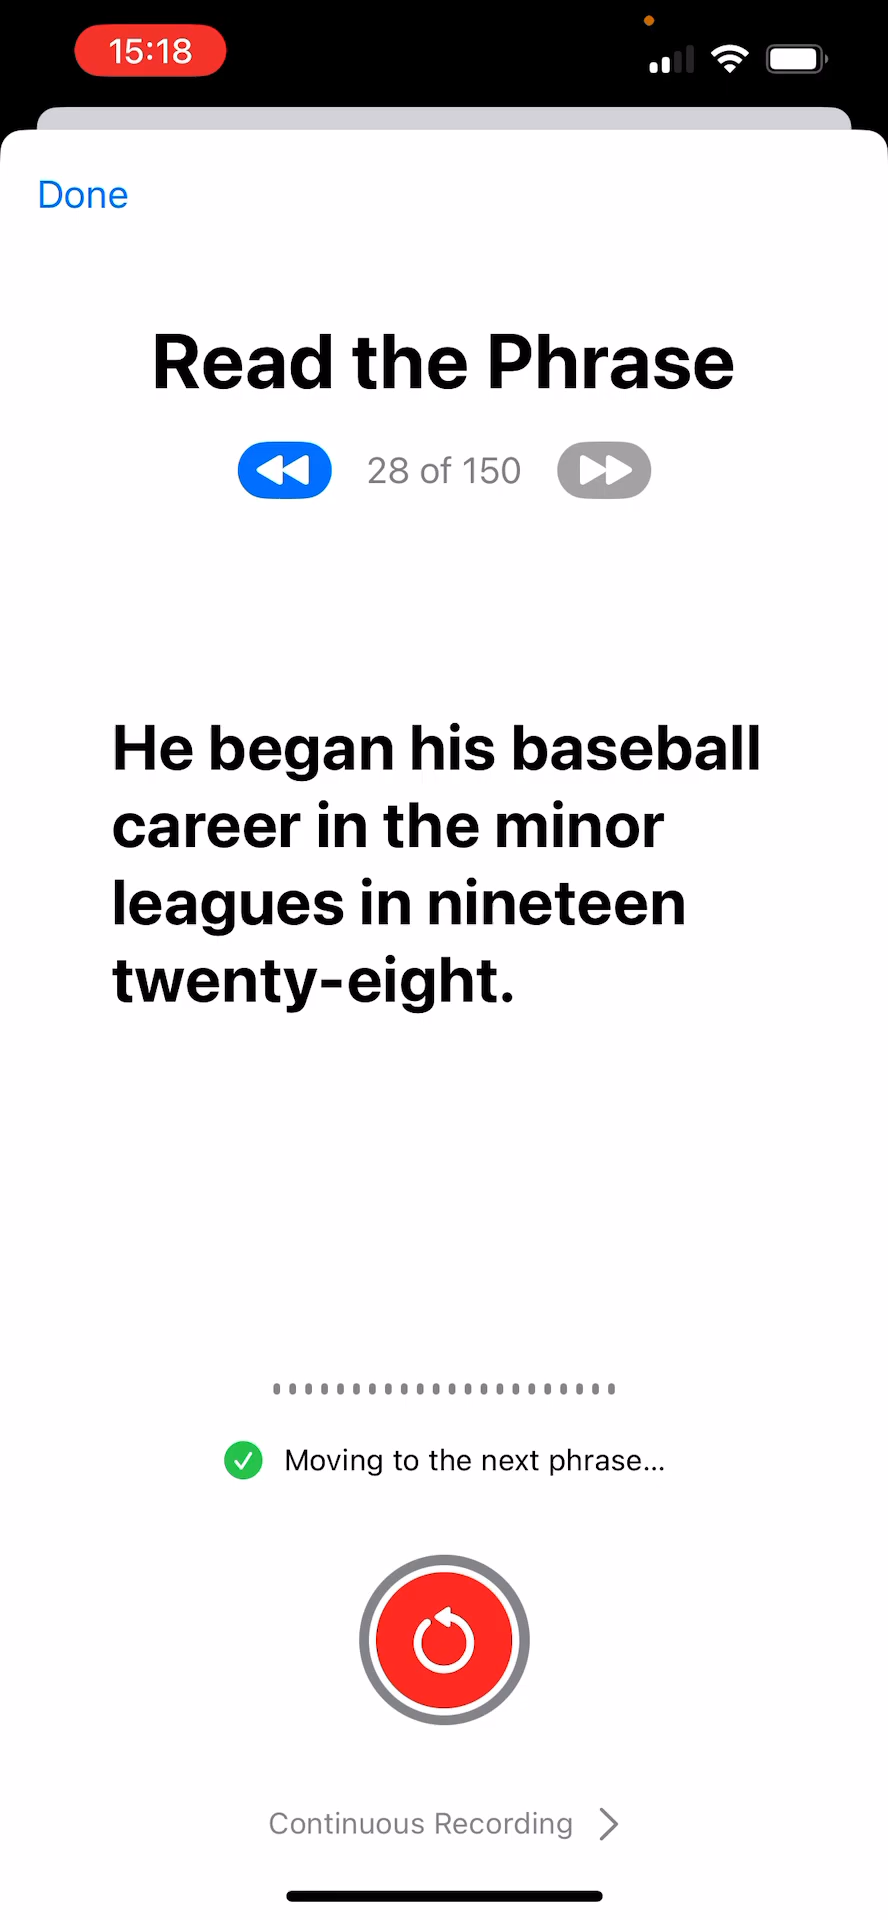 15:18
Done
Read the Phrase
28 of 150
He began his baseball
career in the minor
leagues in nineteen
twenty-eight.
Moving to the next phrase...
Continuous Recording